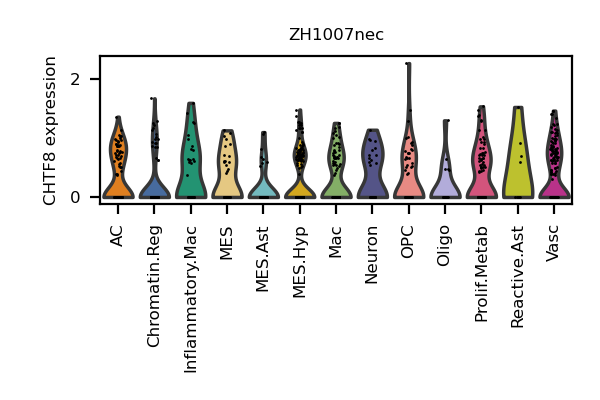 ZH1007nec
CHTF8 expression
2
0
AC
Chromatin.Reg
Inflammatory.Mac
MES
MES.Ast
MES.Hyp
Mac
Neuron
OPC
Oligo
Prolif.Metab
Reactive.Ast
Vasc